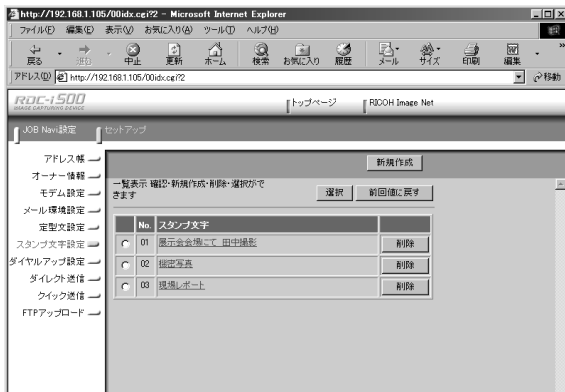 http://192.168.1.105/00idx.cgi?2 - Microsoft Internet Explorer
ファイル(F) 編集(E) 表示(V) お気に入り(A) ツール(T) ヘルプ(H)
戻る 進む 中止 更新 ホーム 検索 お気に入り 履歴 メール サイズ 印刷 編集 »
アドレス(D) http://192.168.1.105/00idx.cgi?2 移動
RDC-i500
IMAGE CAPTURING DEVICE
トップページ RICOH Image Net
JOB Navi設定 セットアップ
アドレス帳
オーナー情報
モデム設定
メール環境設定
定型文設定
スタンプ文字設定
ダイヤルアップ設定
ダイレクト送信
クイック送信
FTPアップロード
新規作成
一覧表示 確認・新規作成・削除・選択ができます
選択 前回値に戻す
No. スタンプ文字
01 展示会会場にて 田中撮影 削除
02 機密写真 削除
03 現場レポート 削除